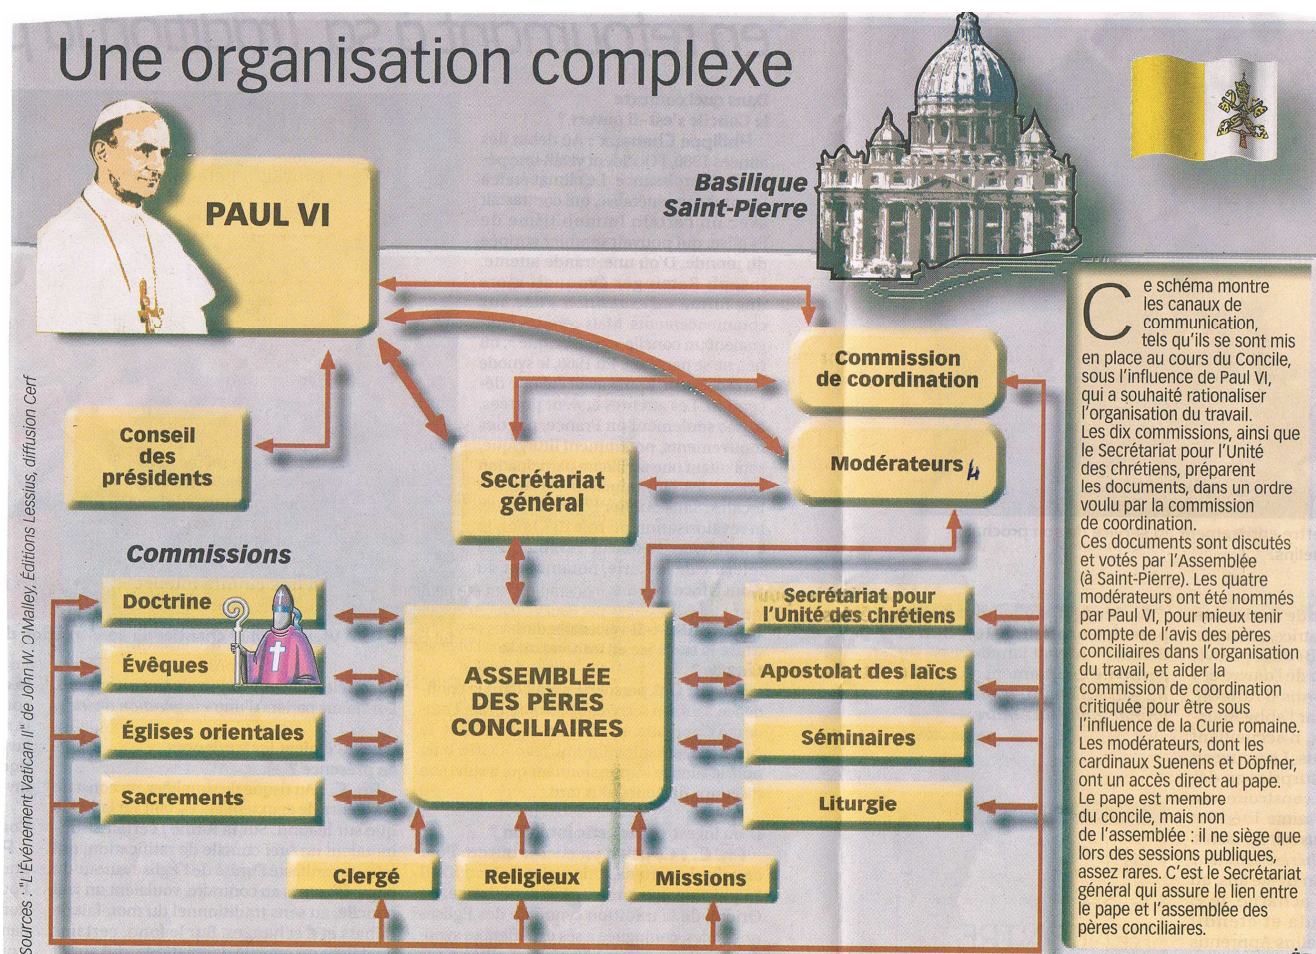 Une organisation complexe
PAUL VI
Basilique
Saint-Pierre
Commission
de coordination
Conseil
des
présidents
Modérateurs 4
Secrétariat
général
Commissions
Doctrine
Évêques
Églises orientales
Sacrements
ASSEMBLÉE
DES PÈRES
CONCILIAIRES
Secrétariat pour
l'Unité des chrétiens
Apostolat des laïcs
Séminaires
Liturgie
Clergé
Religieux
Missions
Ce schéma montre
les canaux de
communication,
tels qu'ils se sont mis
en place au cours du Concile,
sous l'influence de Paul VI,
qui a souhaité rationaliser
l'organisation du travail.
Les dix commissions, ainsi que
le Secrétariat pour l'Unité
des chrétiens, préparent
les documents, dans un ordre
voulu par la commission
de coordination.
Ces documents sont discutés
et votés par l'Assemblée
(à Saint-Pierre). Les quatre
modérateurs ont été nommés
par Paul VI, pour mieux tenir
compte de l'avis des pères
conciliaires dans l'organisation
du travail, et aider la
commission de coordination
critiquée pour être sous
l'influence de la Curie romaine.
Les modérateurs, dont les
cardinaux Suenens et Döpfner,
ont un accès direct au pape.
Le pape est membre
du concile, mais non
de l'assemblée : il ne siège que
lors des sessions publiques,
assez rares. C'est le Secrétariat
général qui assure le lien entre
le pape et l'assemblée des
pères conciliaires.
Sources : "L'Événement Vatican II" de John W. O'Malley, Éditions Lessius, diffusion Cerf